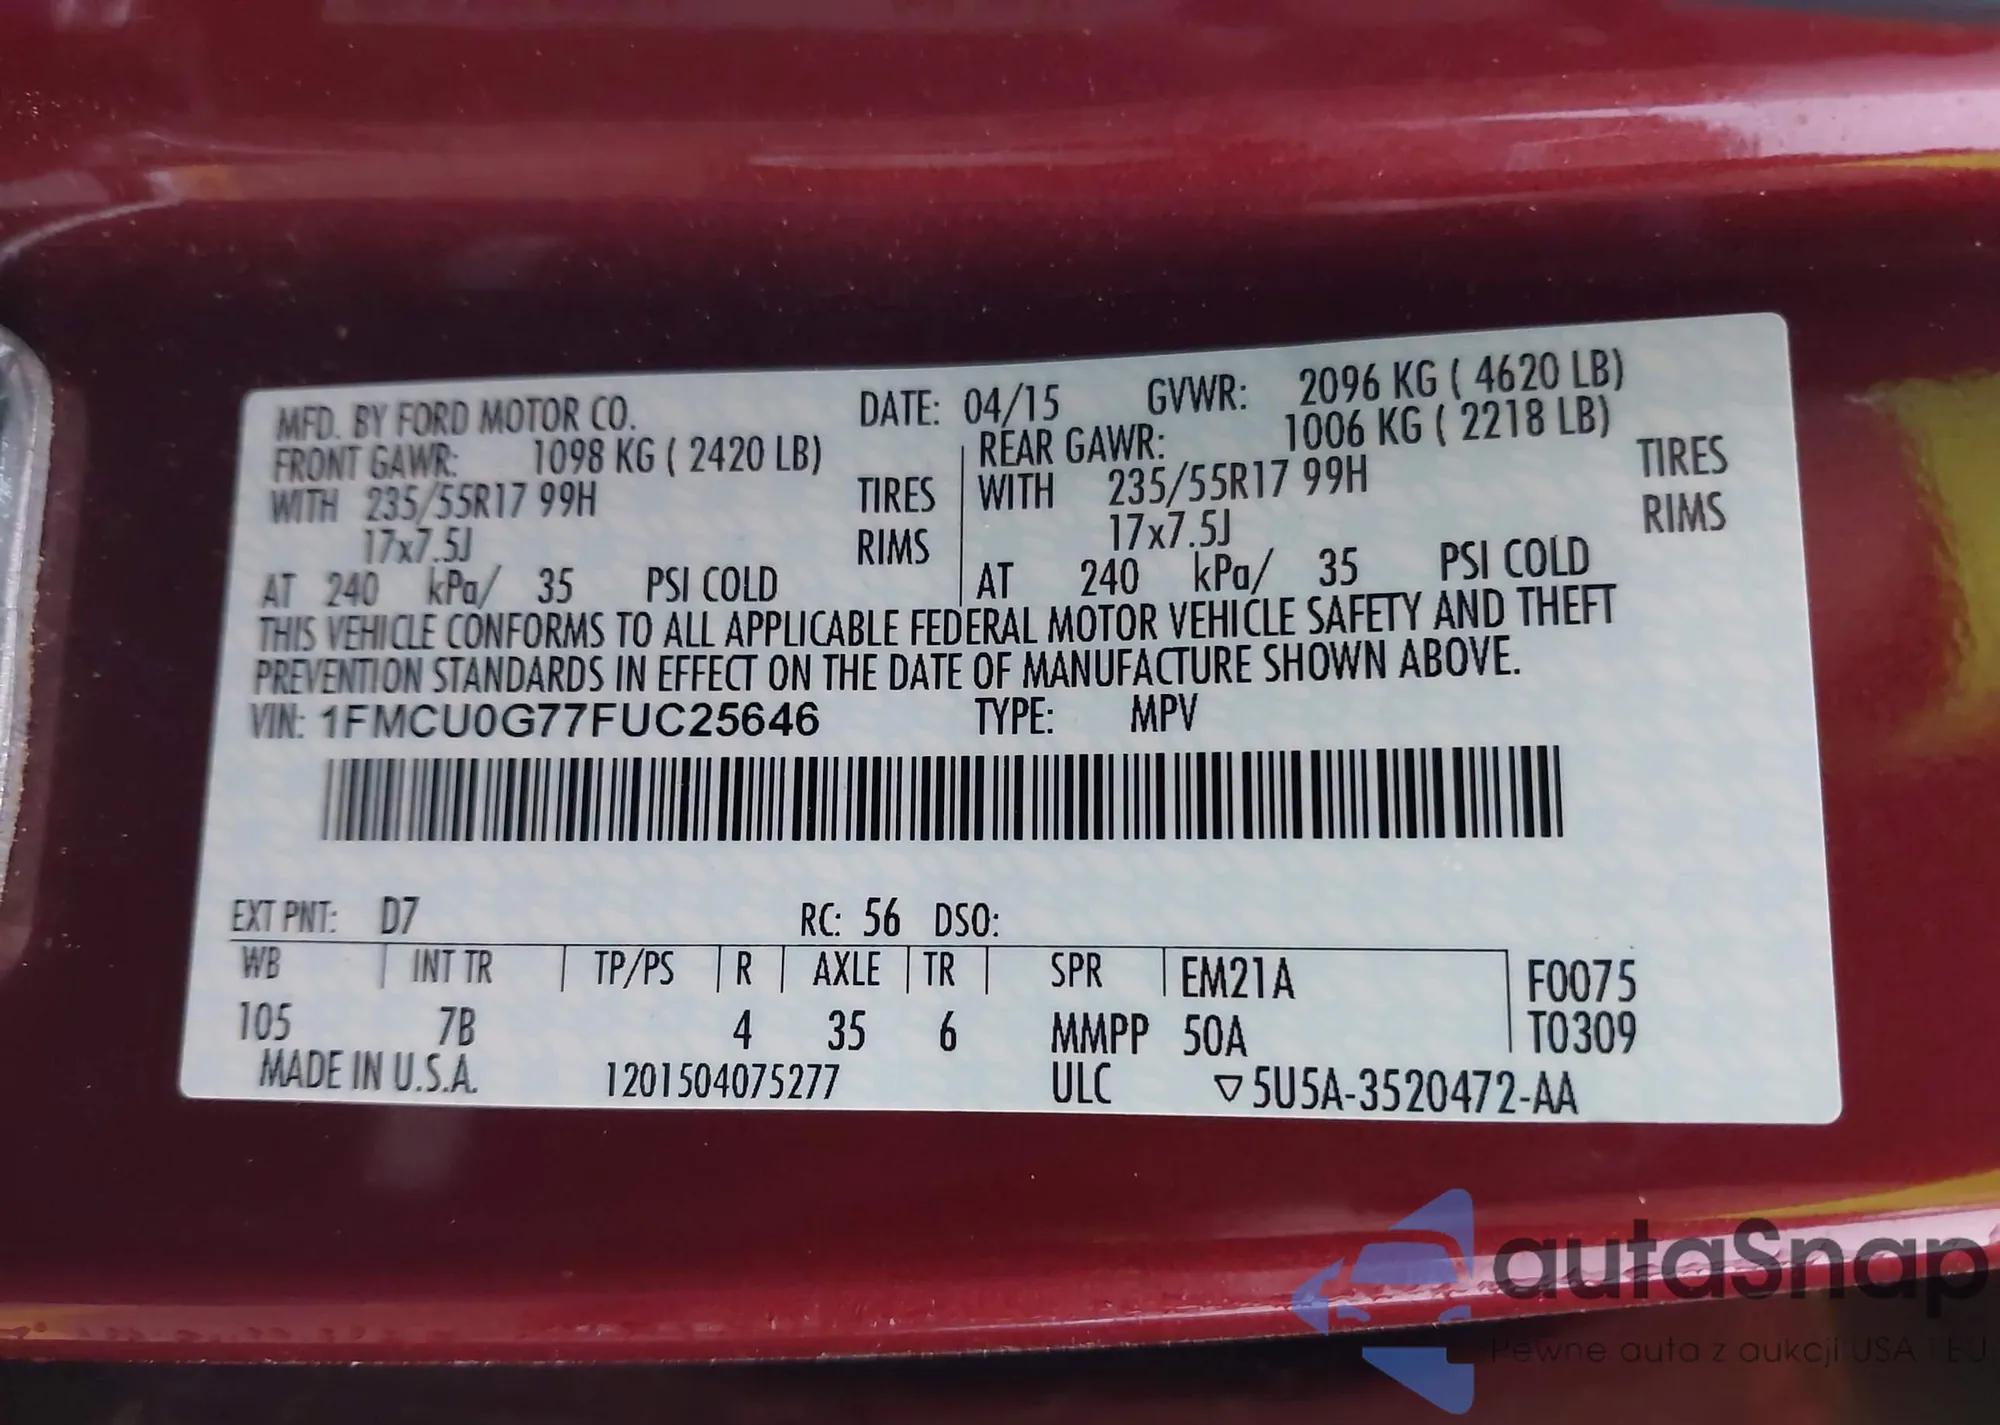 MFD. BY FORD MOTOR CO. DATE: 04/15 GVWR: 2096 KG ( 4620 LB)
FRONT GAWR: 1098 KG ( 2420 LB) REAR GAWR: 1006 KG ( 2218 LB)
WITH 235/55R17 99H TIRES WITH 235/55R17 99H TIRES
17x7.5J RIMS 17x7.5J RIMS
AT 240 kPa/ 35 PSI COLD AT 240 kPa/ 35 PSI COLD
THIS VEHICLE CONFORMS TO ALL APPLICABLE FEDERAL MOTOR VEHICLE SAFETY AND THEFT
PREVENTION STANDARDS IN EFFECT ON THE DATE OF MANUFACTURE SHOWN ABOVE.
VIN: 1FMCU0G77FUC25646 TYPE: MPV
EXT PNT: D7 RC: 56 DSO:
WB INT TR TP/PS R AXLE TR SPR EM21A F0075
105 7B 4 35 6 MMPP 50A T0309
MADE IN U.S.A. 1201504075277 ULC ▽5U5A-3520472-AA
autaSnap
Pewne auta z aukcji USA i EU